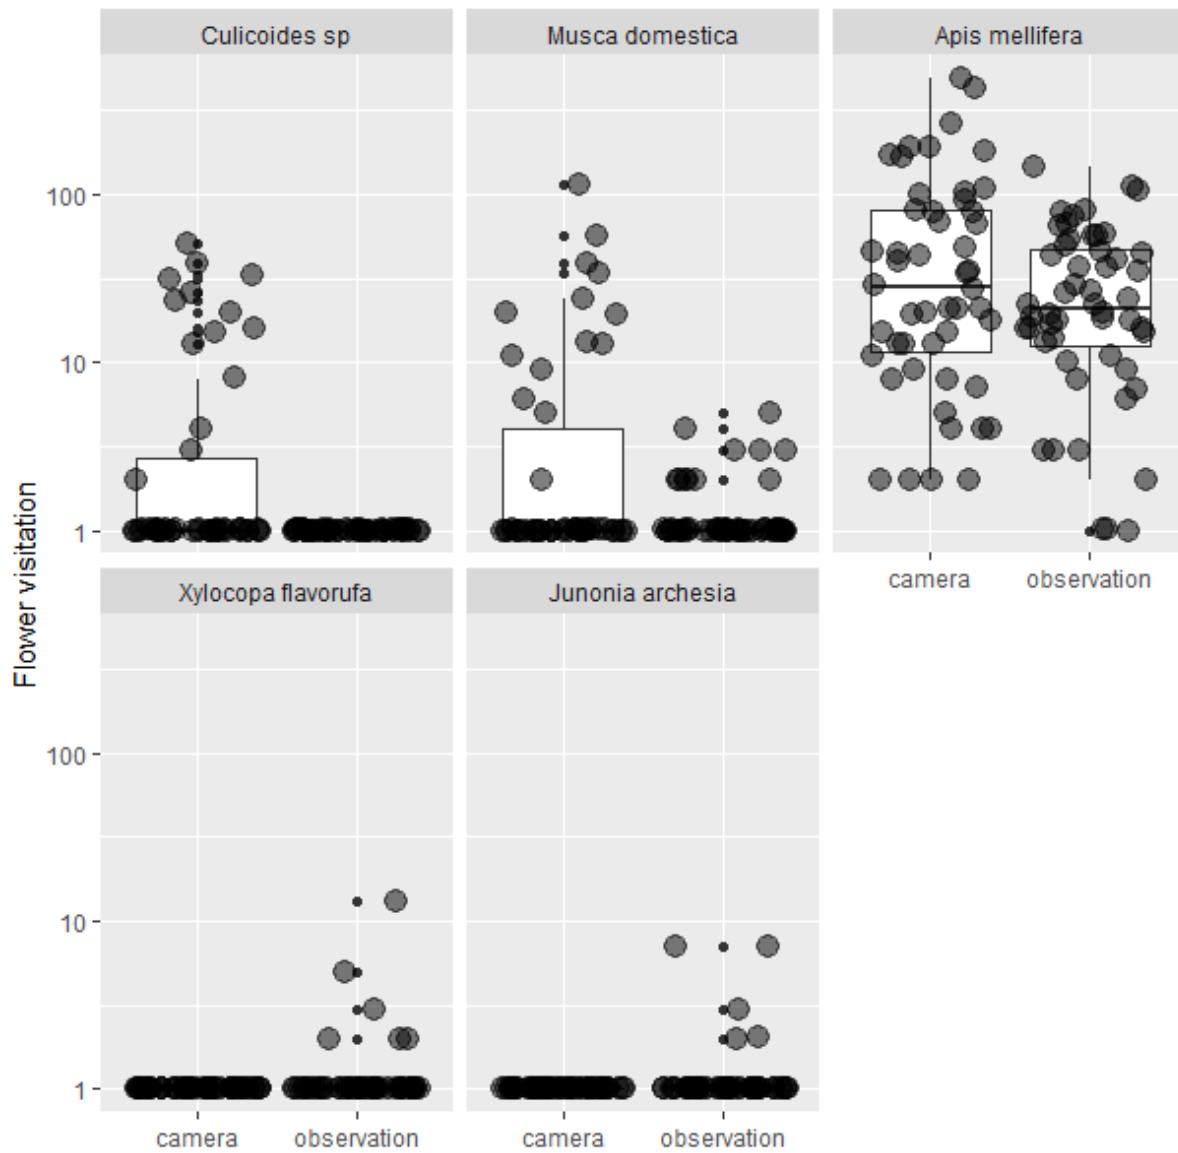 Culicoides sp
Musca domestica
Apis mellifera
100
10
1
camera
observation
Flower visitation
Xylocopa flavorufa
Junonia archesia
100
10
1
camera
observation
camera
observation